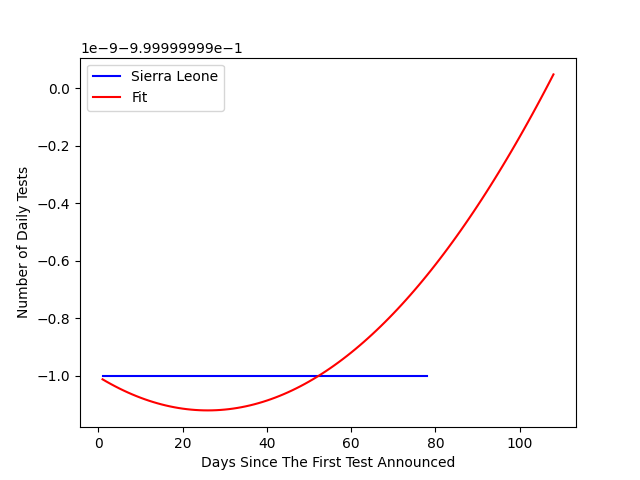 1e−9−9.99999999e−1
Sierra Leone
Fit
0.0
−0.2
−0.4
−0.6
−0.8
−1.0
Number of Daily Tests
0 20 40 60 80 100
Days Since The First Test Announced